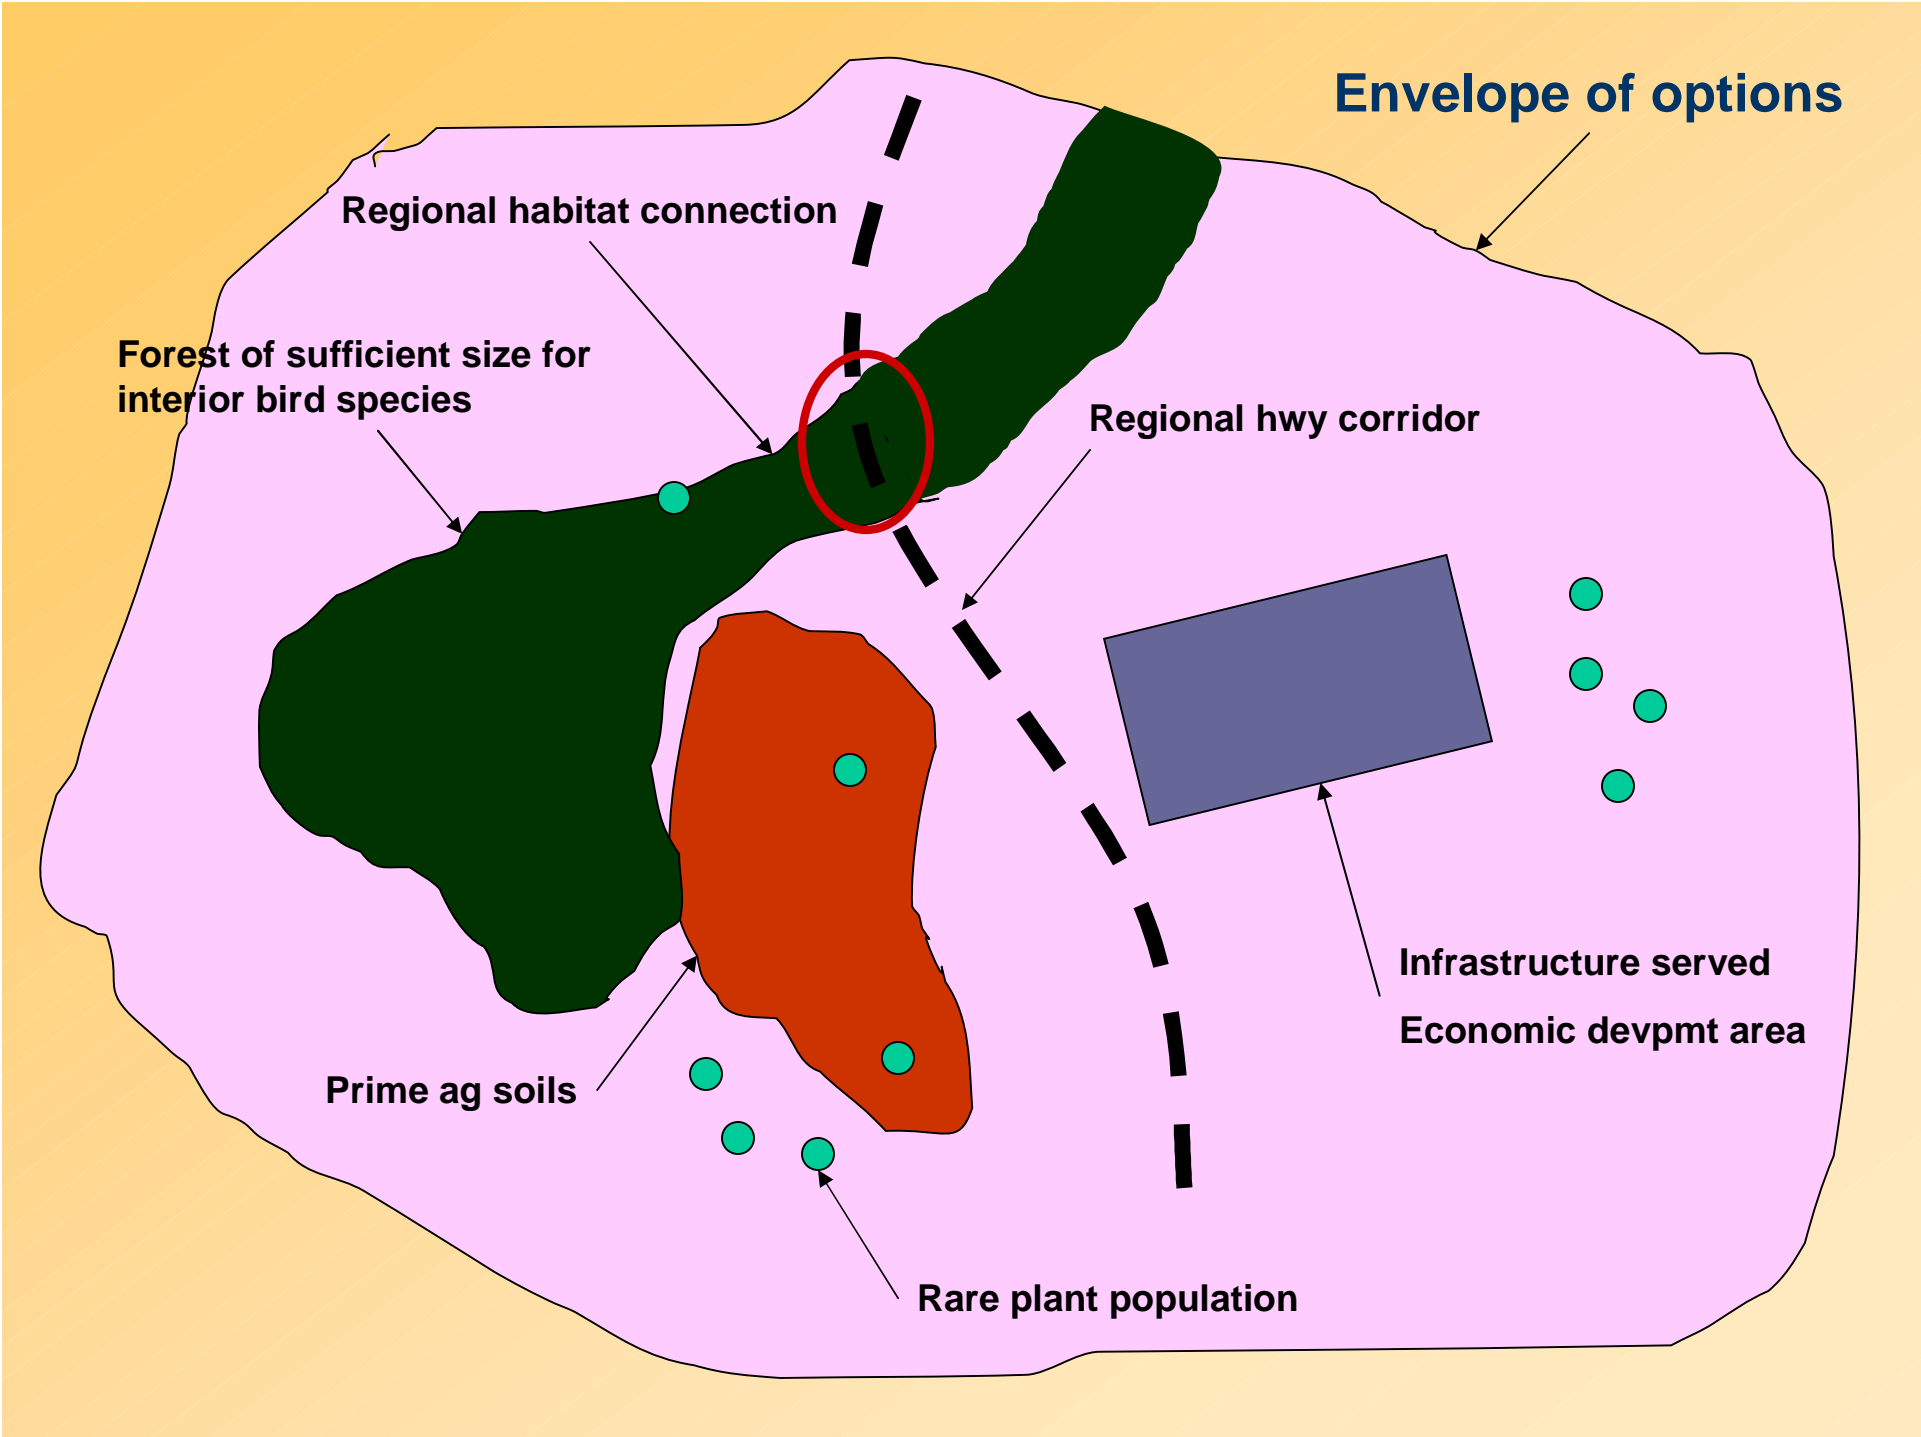 Envelope of options
Regional habitat connection
Forest of sufficient size for
interior bird species
Regional hwy corridor
Infrastructure served
Economic devpmt area
Prime ag soils
Rare plant population